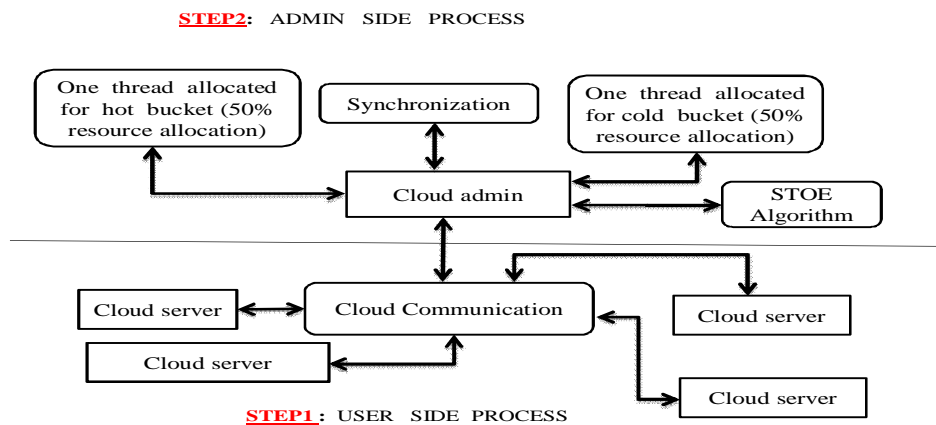 STEP2: ADMIN SIDE PROCESS
One thread allocated
for hot bucket (50%
resource allocation)
Synchronization
One thread allocated
for cold bucket (50%
resource allocation)
Cloud admin
STOE
Algorithm
Cloud server
Cloud Communication
Cloud server
Cloud server
Cloud server
STEP1 : USER SIDE PROCESS